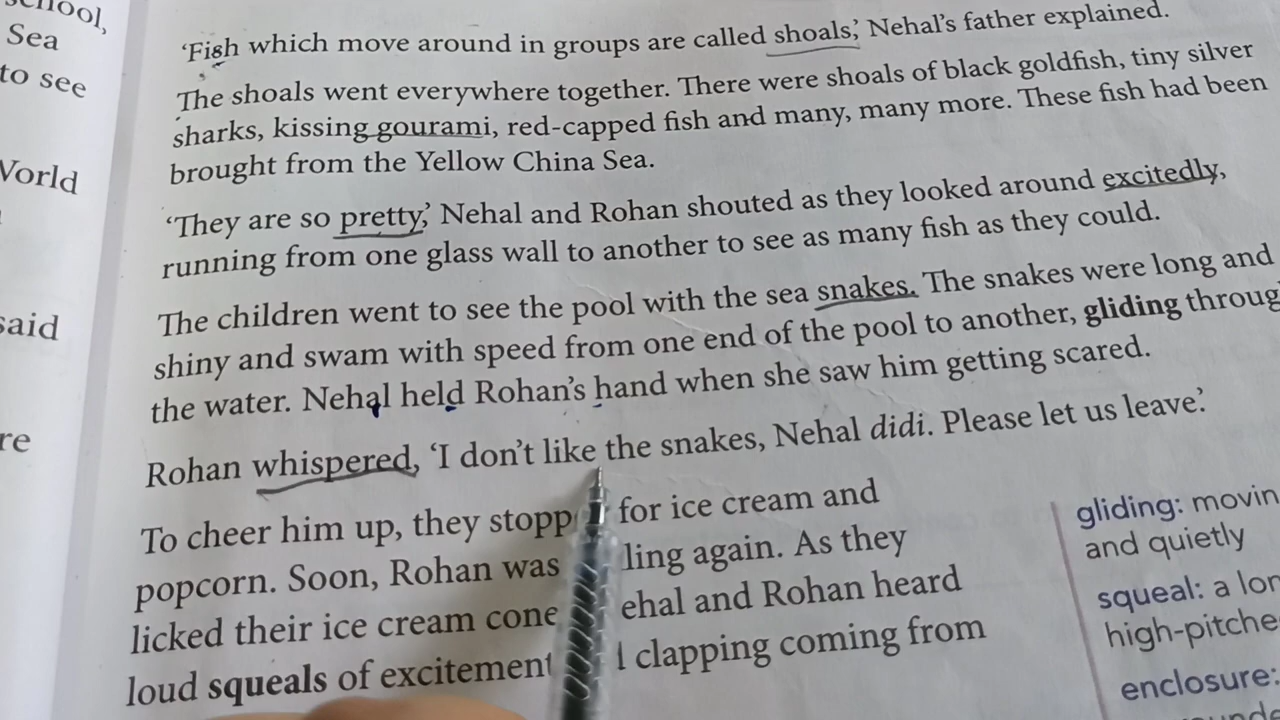 school,
Sea
to see
World
said
re
‘Fish which move around in groups are called shoals,’ Nehal’s father explained.
The shoals went everywhere together. There were shoals of black goldfish, tiny silver
sharks, kissing gourami, red-capped fish and many, many more. These fish had been
brought from the Yellow China Sea.
‘They are so pretty,’ Nehal and Rohan shouted as they looked around excitedly,
running from one glass wall to another to see as many fish as they could.
The children went to see the pool with the sea snakes. The snakes were long and
shiny and swam with speed from one end of the pool to another, gliding through
the water. Nehal held Rohan’s hand when she saw him getting scared.
Rohan whispered, ‘I don’t like the snakes, Nehal didi. Please let us leave.’
To cheer him up, they stopp for ice cream and
popcorn. Soon, Rohan was ling again. As they
licked their ice cream cone ehal and Rohan heard
loud squeals of excitement clapping coming from
gliding: movin
and quietly
squeal: a lon
high-pitche
enclosure: